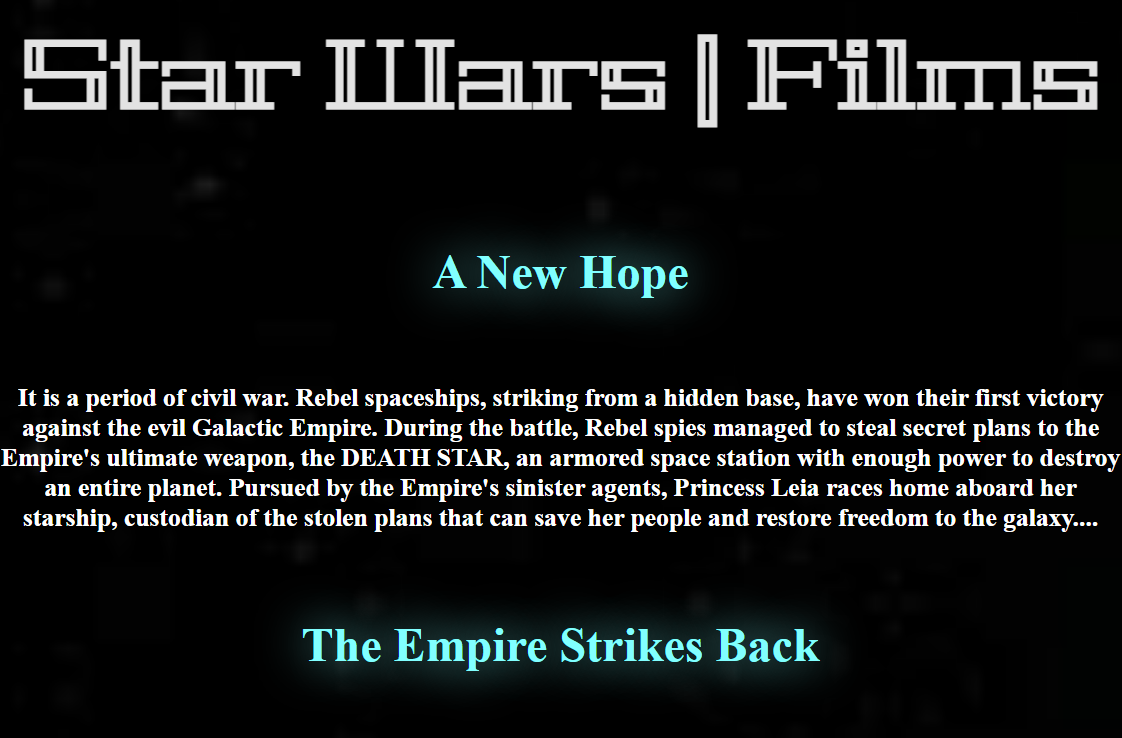 Star Wars | Films
A New Hope
It is a period of civil war. Rebel spaceships, striking from a hidden base, have won their first victory
against the evil Galactic Empire. During the battle, Rebel spies managed to steal secret plans to the
Empire's ultimate weapon, the DEATH STAR, an armored space station with enough power to destroy
an entire planet. Pursued by the Empire's sinister agents, Princess Leia races home aboard her
starship, custodian of the stolen plans that can save her people and restore freedom to the galaxy....
The Empire Strikes Back